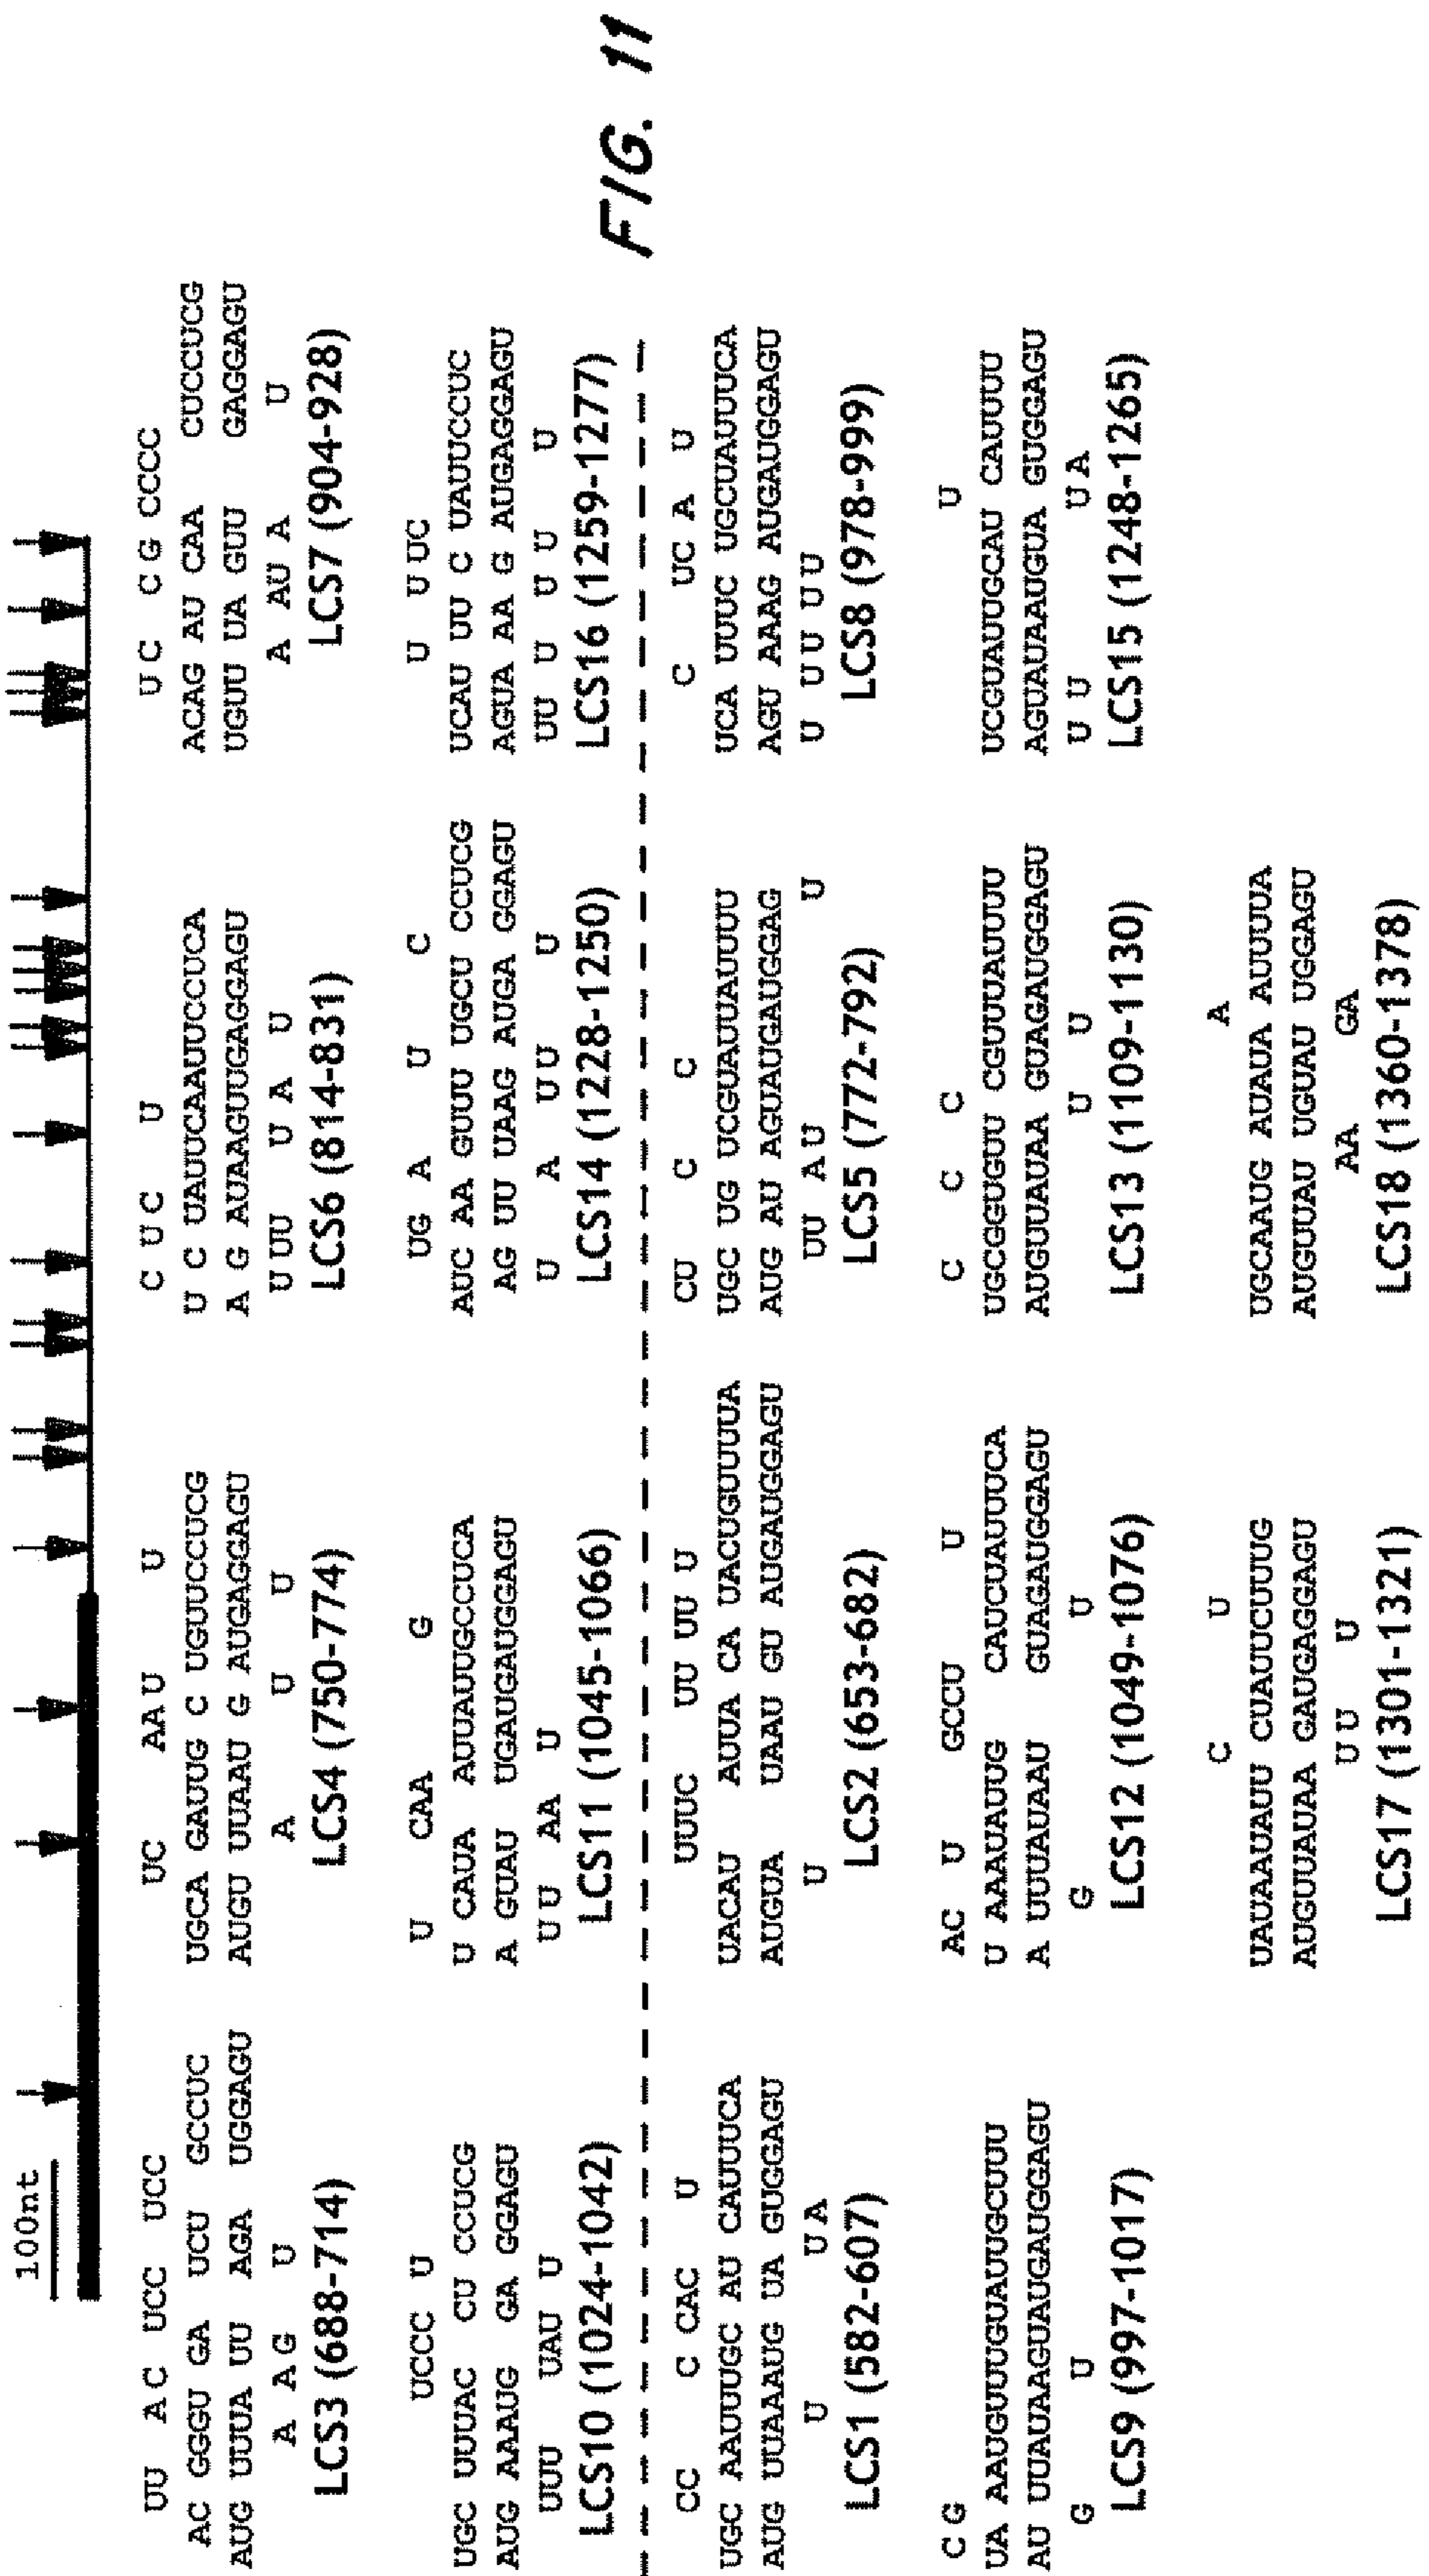 100nt
UU AC UCC UCC
AC GGGU GA UCU GCCUC
AUG UUUA UU AGA UGGAGU
A AG U
LCS3 (688-714)
UC AAU U
UGCA GAUUG C UGUUCCUCG
AUGU UUAAU G AUGAGGAGU
A U U
LCS4 (750-774)
C UC U
U C UAUUCAAUUCCUCA
A G AUAAGUUGAGGAGU
U UU U A U
LCS6 (814-831)
U C C G CCCC
ACAG AU CAA CUCCUCG
UGUU UA GUU GAGGAGU
A AU A U
LCS7 (904-928)
UCCC U
UGC UUUAC CU CCUCG
AUG AAAUG GA GGAGU
UUU UAU U
LCS10 (1024-1042)
U CAA G
U CAUA AUUAUUGCCUCA
A GUAU UGAUGAUGGAGU
U U AA U
LCS11 (1045-1066)
UG A U C
AUC AA GUUU UGCU CCUCG
AG UU UAAG AUGA GGAGU
U A UU U
LCS14 (1228-1250)
U UUC
UCAU UU C UAUUCCUC
AGUA AA G AUGAGGAGU
UU U U U U
LCS16 (1259-1277)
FIG. 11
CC C CAC U
UGC AAUUUGC AU CAUUUCA
AUG UUAAAUG UA GUGGAGU
U U A
LCS1 (582-607)
UUUC UU UU U
UACAU AUUA CA UACUGUUUUA
AUGUA UAAU GU AUGAUGGAGU
U
LCS2 (653-682)
CU C C
UGC UG UCGUAUUAUUUU
AUG AU AGUAUGAUGGAG
UU AU U
LCS5 (772-792)
C UC A U
UCA UUUC UGCUAUUUCA
AGU AAAG AUGAUGGAGU
U UU UU
LCS8 (978-999)
C G
UA AAUGUUUGUAUUGCUUU
AU UUAUAAGUAUGAUGGAGU
G U
LCS9 (997-1017)
AC U GCCU U
U AAAUAUUG CAUCUAUUUCA
A UUUAUAAU GUAGAUGGAGU
G U
LCS12 (1049-1076)
C C C
UGCGGUGUU CGUUUAUUUU
AUGUUAUAA GUAGAUGGAGU
U U
LCS13 (1109-1130)
U
UCGUAUUGCAU CAUUUU
AGUAUAAUGUA GUGGAGU
U U UA
LCS15 (1248-1265)
C U
UAUAAUAUU CUAUUCUUUG
AUGUUAUAA GAUGAGGAGU
UU U
LCS17 (1301-1321)
A
UGCAAUG AUAUA AUUUUA
AUGUUAU UGUAU UGGAGU
AA GA
LCS18 (1360-1378)